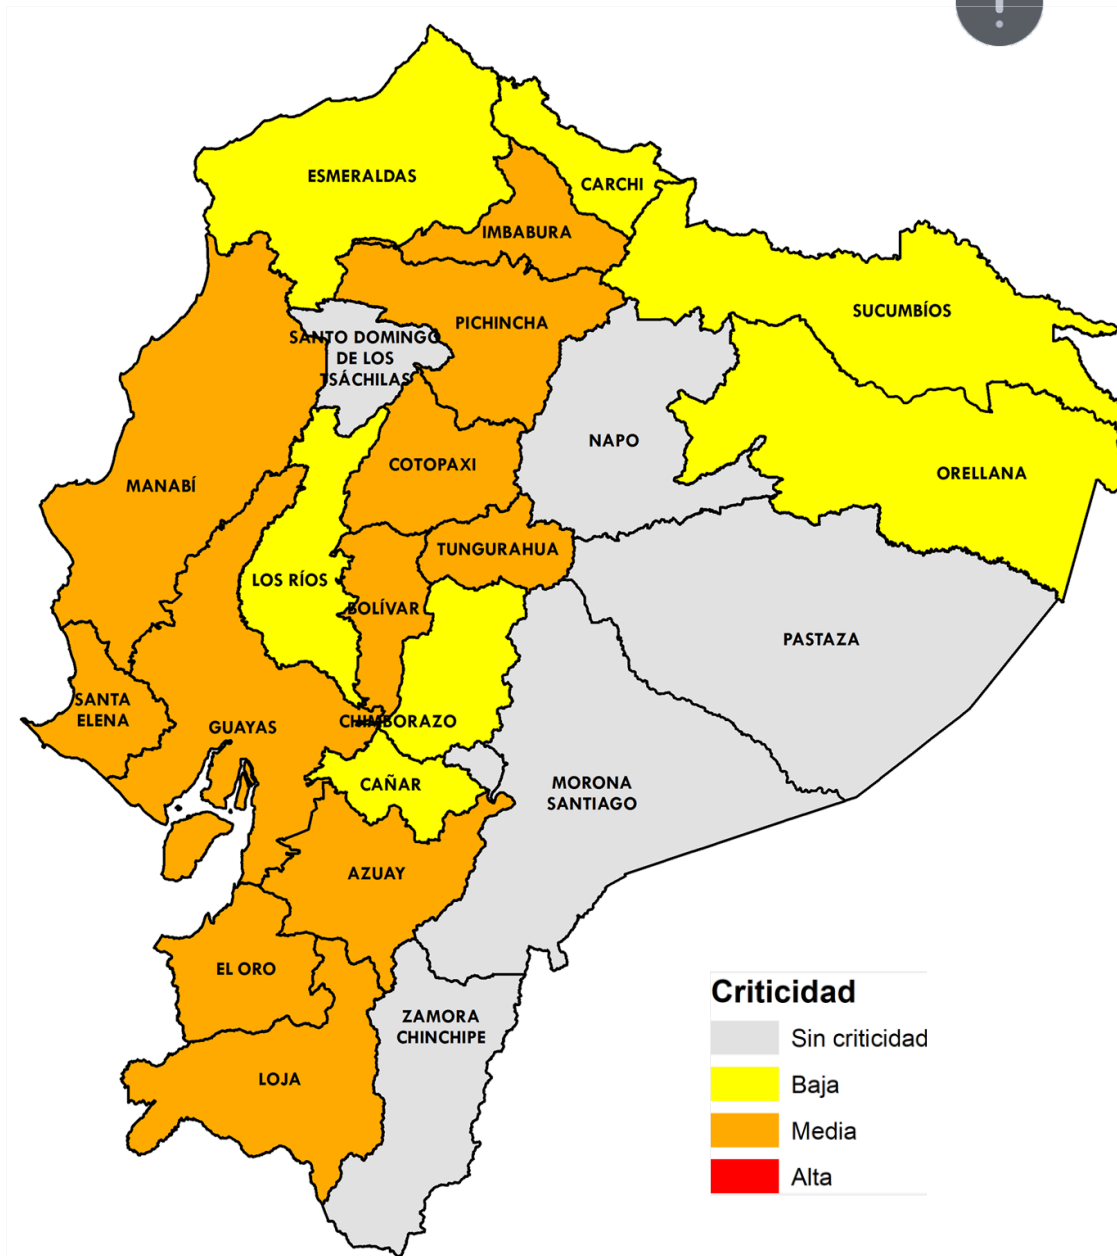 ESMERALDAS
CARCHI
IMBABURA
SUCUMBÍOS
PICHINCHA
SANTO DOMINGO
DE LOS
TSÁCHILAS
NAPO
COTOPAXI
ORELLANA
MANABÍ
TUNGURAHUA
LOS RÍOS
BOLÍVAR
PASTAZA
SANTA
ELENA
GUAYAS
CHIMBORAZO
CAÑAR
MORONA
SANTIAGO
AZUAY
EL ORO
ZAMORA
CHINCHIPE
LOJA
Criticidad
Sin criticidad
Baja
Media
Alta